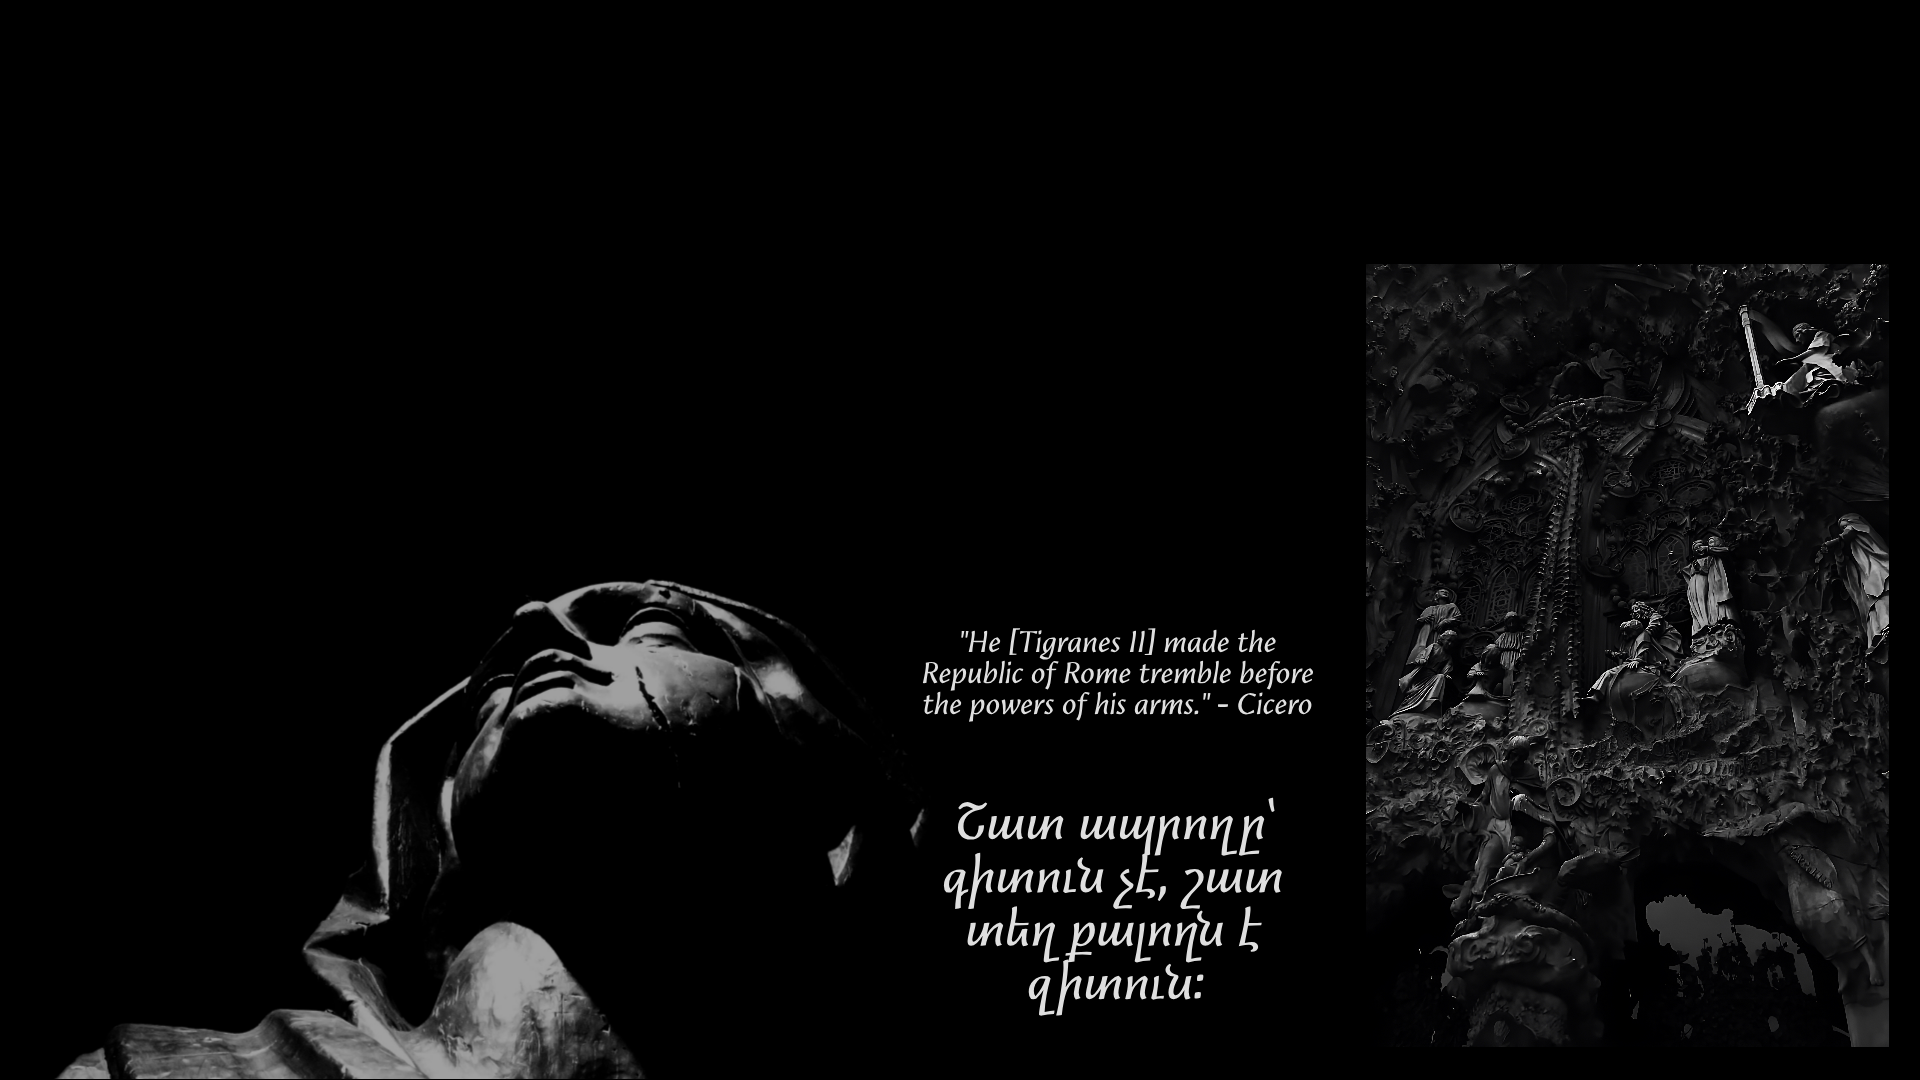 "He [Tigranes II] made the
Republic of Rome tremble before
the powers of his arms." - Cicero
Շատ ապրողը՝
գիտուն չէ, շատ
տեղ քալողն է
գիտուն: